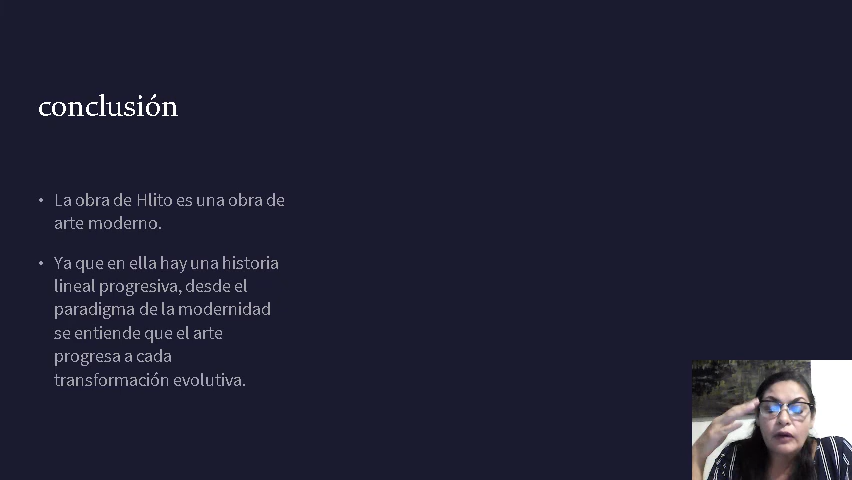 conclusión
• La obra de Hlito es una obra de
arte moderno.
• Ya que en ella hay una historia
lineal progresiva, desde el
paradigma de la modernidad
se entiende que el arte
progresa a cada
transformación evolutiva.